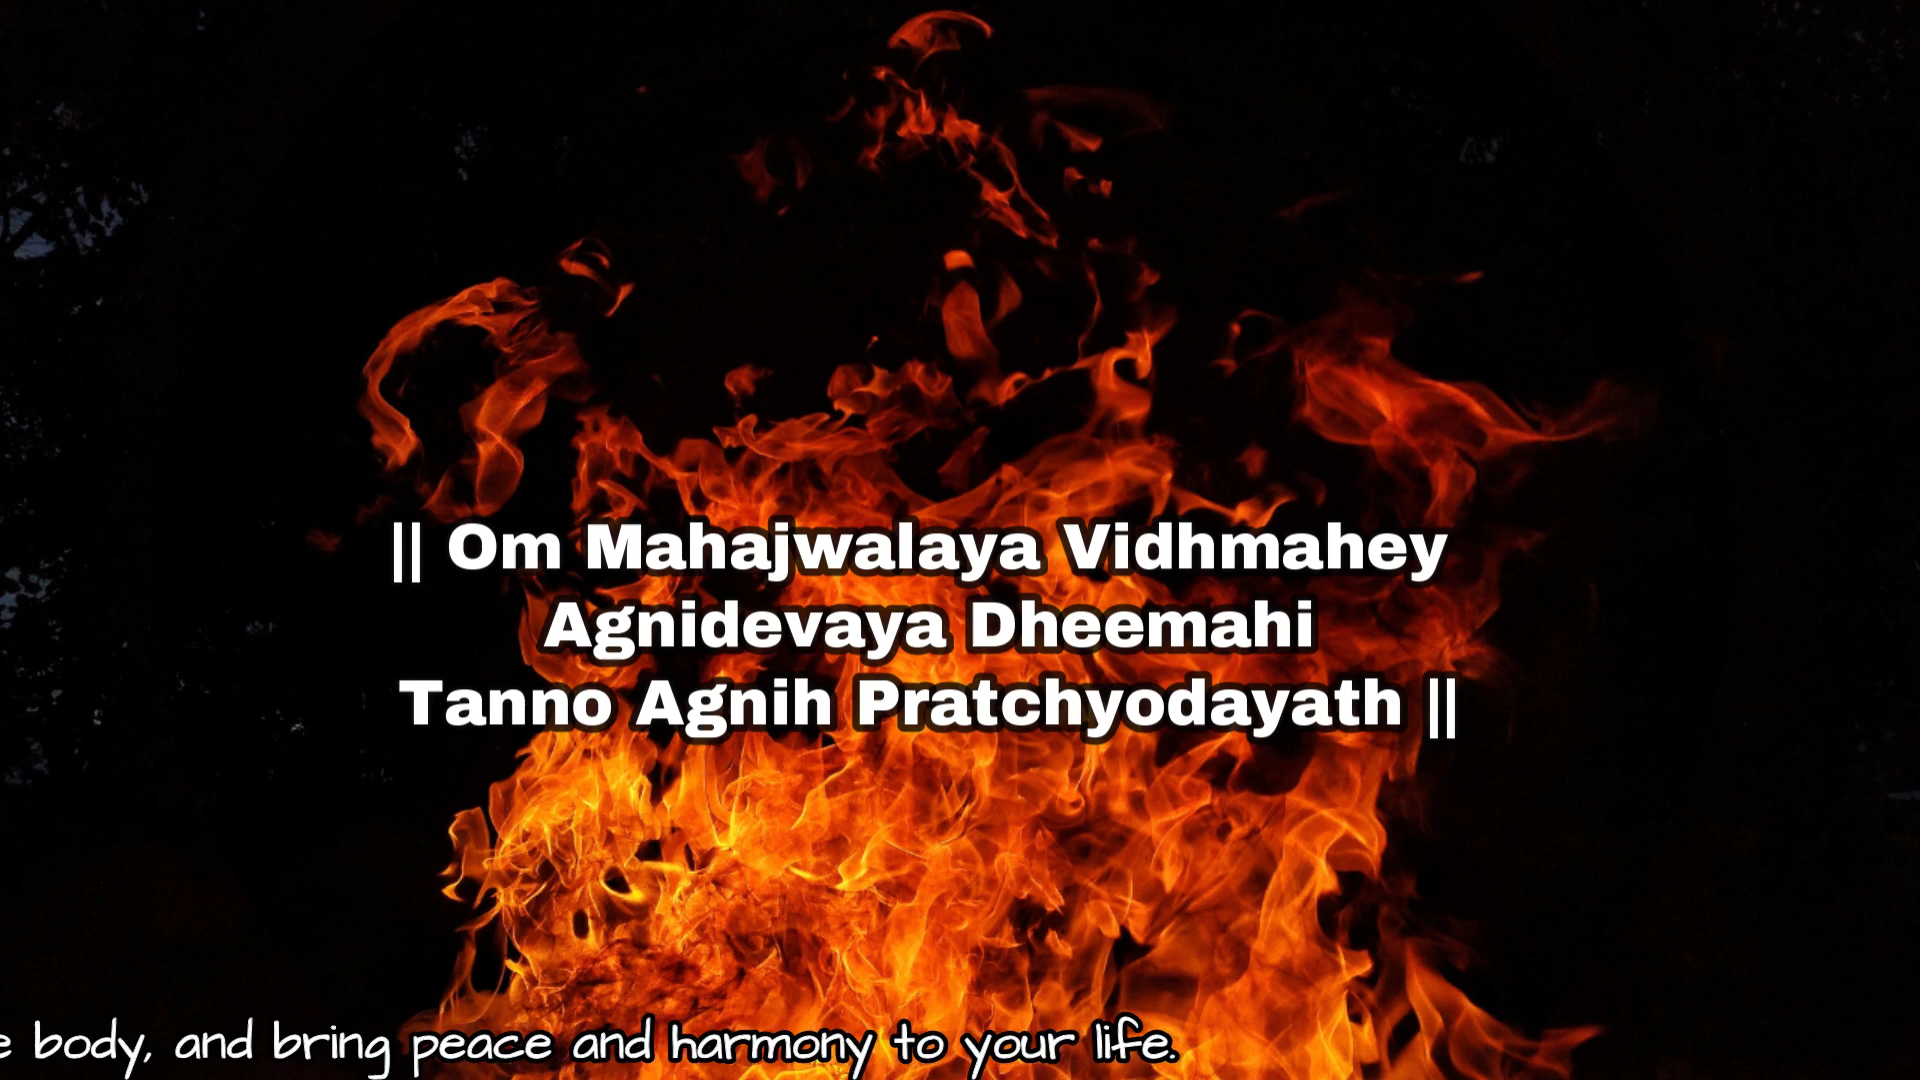 || Om Mahajwalaya Vidhmahey
Agnidevaya Dheemahi
Tanno Agnih Pratchyodayath ||
body, and bring peace and harmony to your life.